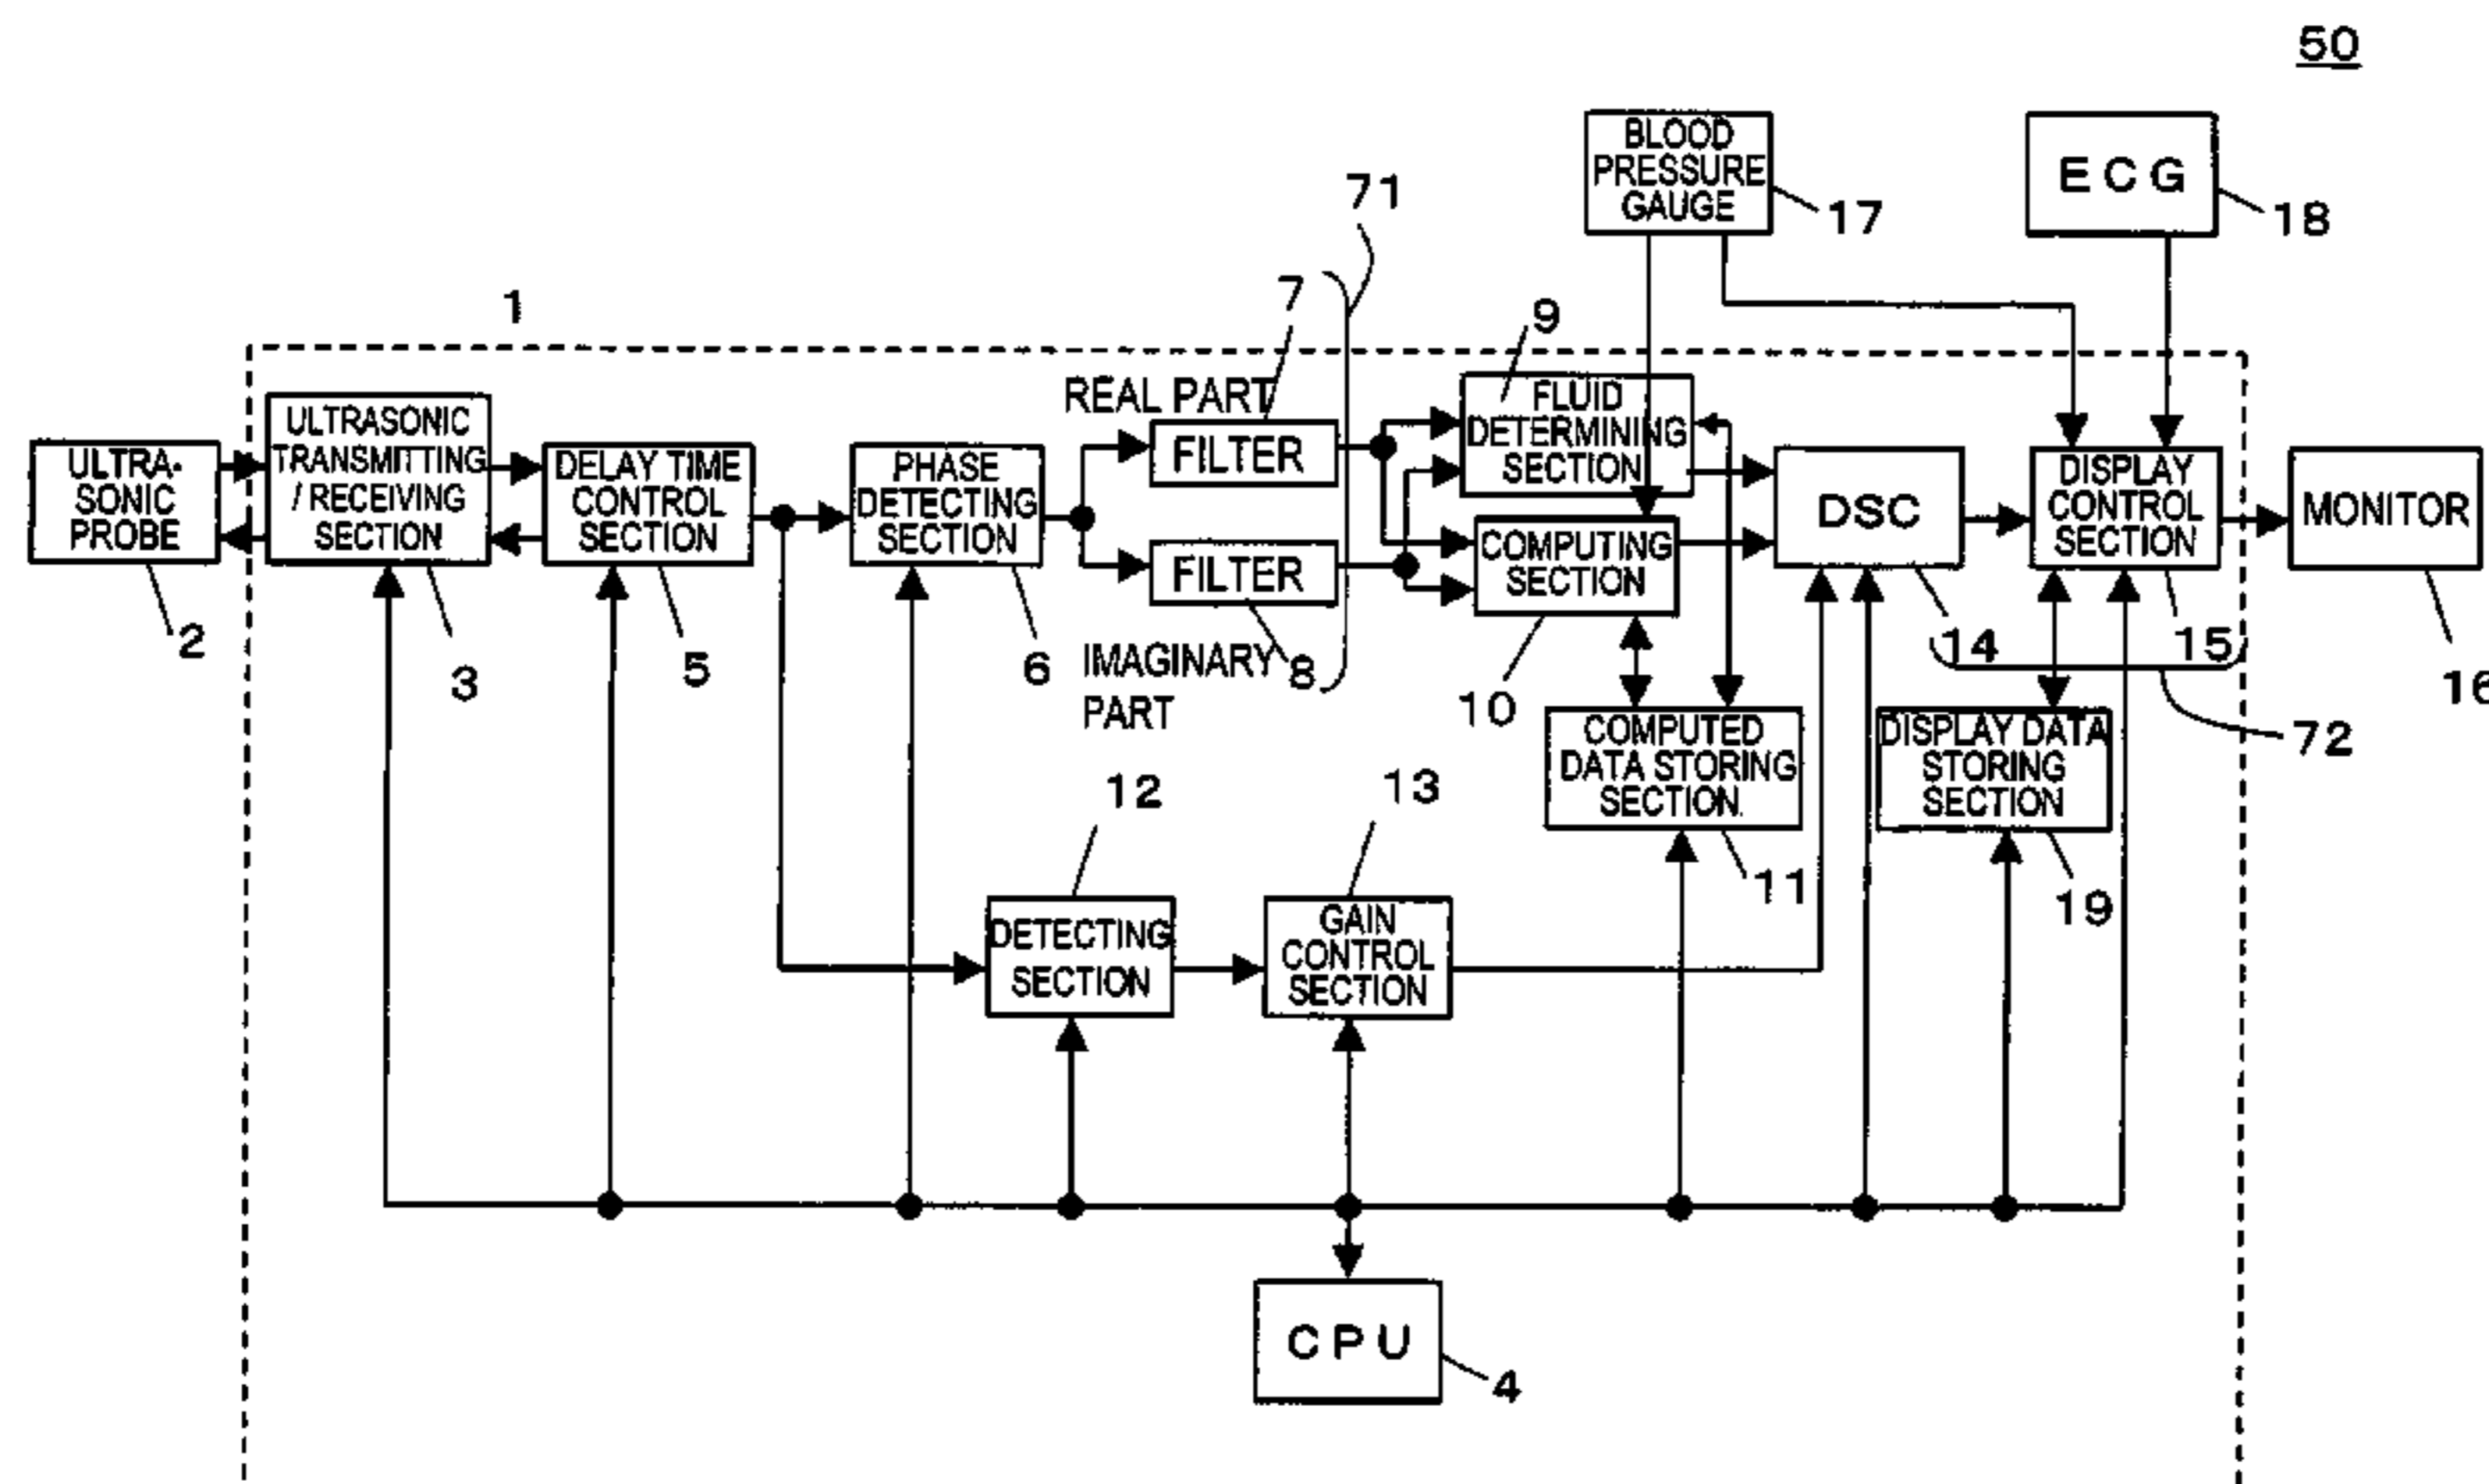 50
BLOOD
PRESSURE
GAUGE
17
E C G
18
71
1
7
9
REAL PART
ULTRA-
SONIC
PROBE
2
ULTRASONIC
TRANSMITTING
/ RECEIVING
SECTION
3
DELAY TIME
CONTROL
SECTION
5
PHASE
DETECTING
SECTION
6
FILTER
FILTER
IMAGINARY
PART
8
FLUID
DETERMINING
SECTION
COMPUTING
SECTION
10
DSC
14
DISPLAY
CONTROL
SECTION
15
MONITOR
16
72
COMPUTED
DATA STORING
SECTION
11
DISPLAY DATA
STORING
SECTION
19
12
DETECTING
SECTION
13
GAIN
CONTROL
SECTION
C P U
4